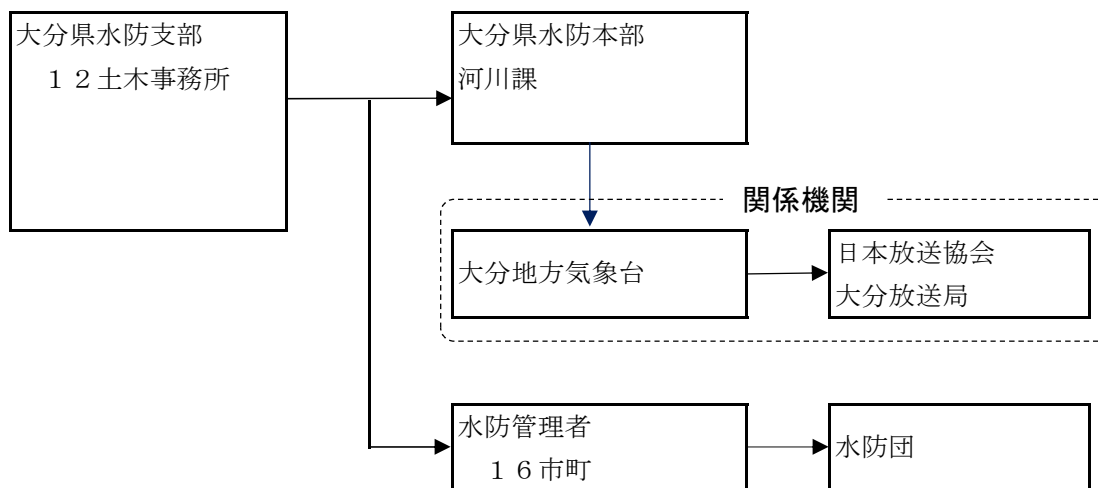 大分県水防支部
１２土木事務所
大分県水防本部
河川課
関係機関
大分地方気象台
日本放送協会
大分放送局
水防管理者
１６市町
水防団